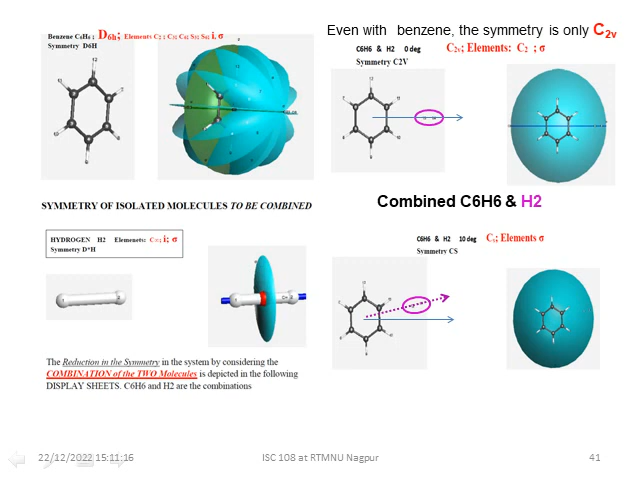 Even with benzene, the symmetry is only C2v
Benzene C6H6 ; D6h; Elements C2 ; C3; C6; S3; S6; i, σ
Symmetry D6H
C6H6 & H2 0 deg C2v; Elements: C2 ; σ
Symmetry C2V
SYMMETRY OF ISOLATED MOLECULES TO BE COMBINED
Combined C6H6 & H2
HYDROGEN H2 Elemenets: C∞; i; σ
Symmetry D*H
C6H6 & H2 10 deg Cs; Elements σ
Symmetry CS
The Reduction in the Symmetry in the system by considering the
COMBINATION of the TWO Molecules is depicted in the following
DISPLAY SHEETS. C6H6 and H2 are the combinations
22/12/2022 15:11:16
ISC 108 at RTMNU Nagpur
41